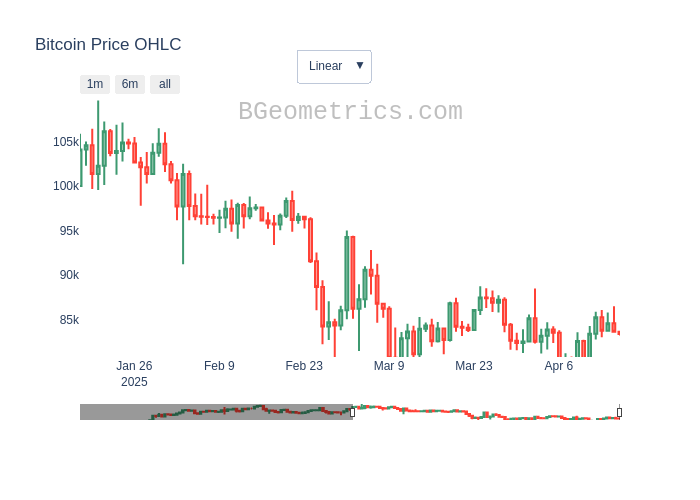 Bitcoin Price OHLC
Linear ▼
1m 6m all
BGeometrics.com
105k
100k
95k
90k
85k
Jan 26 Feb 9 Feb 23 Mar 9 Mar 23 Apr 6
2025